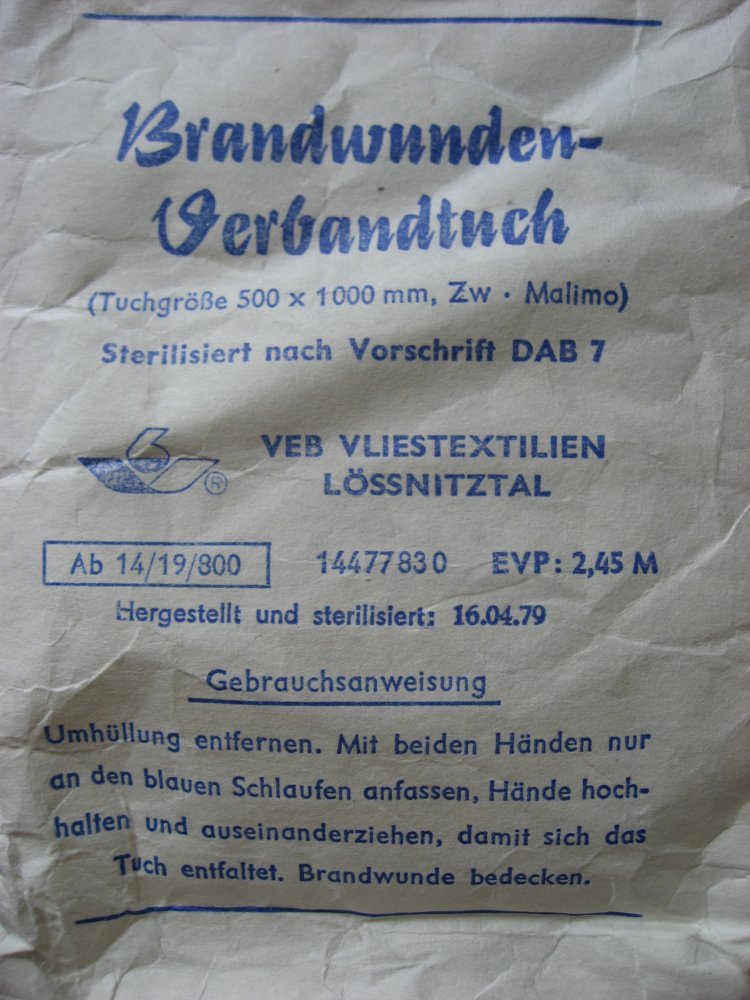 Brandwunden-
Verbandtuch
(Tuchgröße 500 x 1000 mm, Zw · Malimo)
Sterilisiert nach Vorschrift DAB 7
VEB VLIESTEXTILIEN
LÖSSNITZTAL
®
Ab 14/19/800 14477830 EVP: 2,45 M
Hergestellt und sterilisiert: 16.04.79
Gebrauchsanweisung
Umhüllung entfernen. Mit beiden Händen nur
an den blauen Schlaufen anfassen, Hände hoch-
halten und auseinanderziehen, damit sich das
Tuch entfaltet. Brandwunde bedecken.